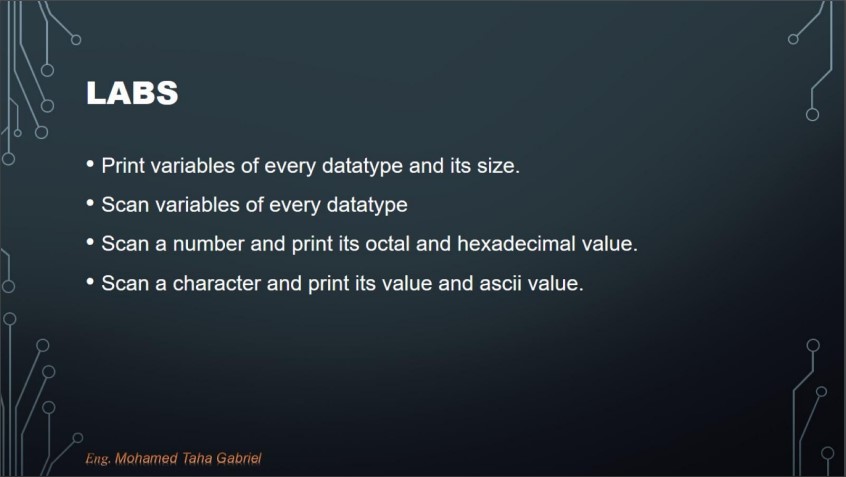 LABS
• Print variables of every datatype and its size.
• Scan variables of every datatype
• Scan a number and print its octal and hexadecimal value.
• Scan a character and print its value and ascii value.
Eng. Mohamed Taha Gabriel